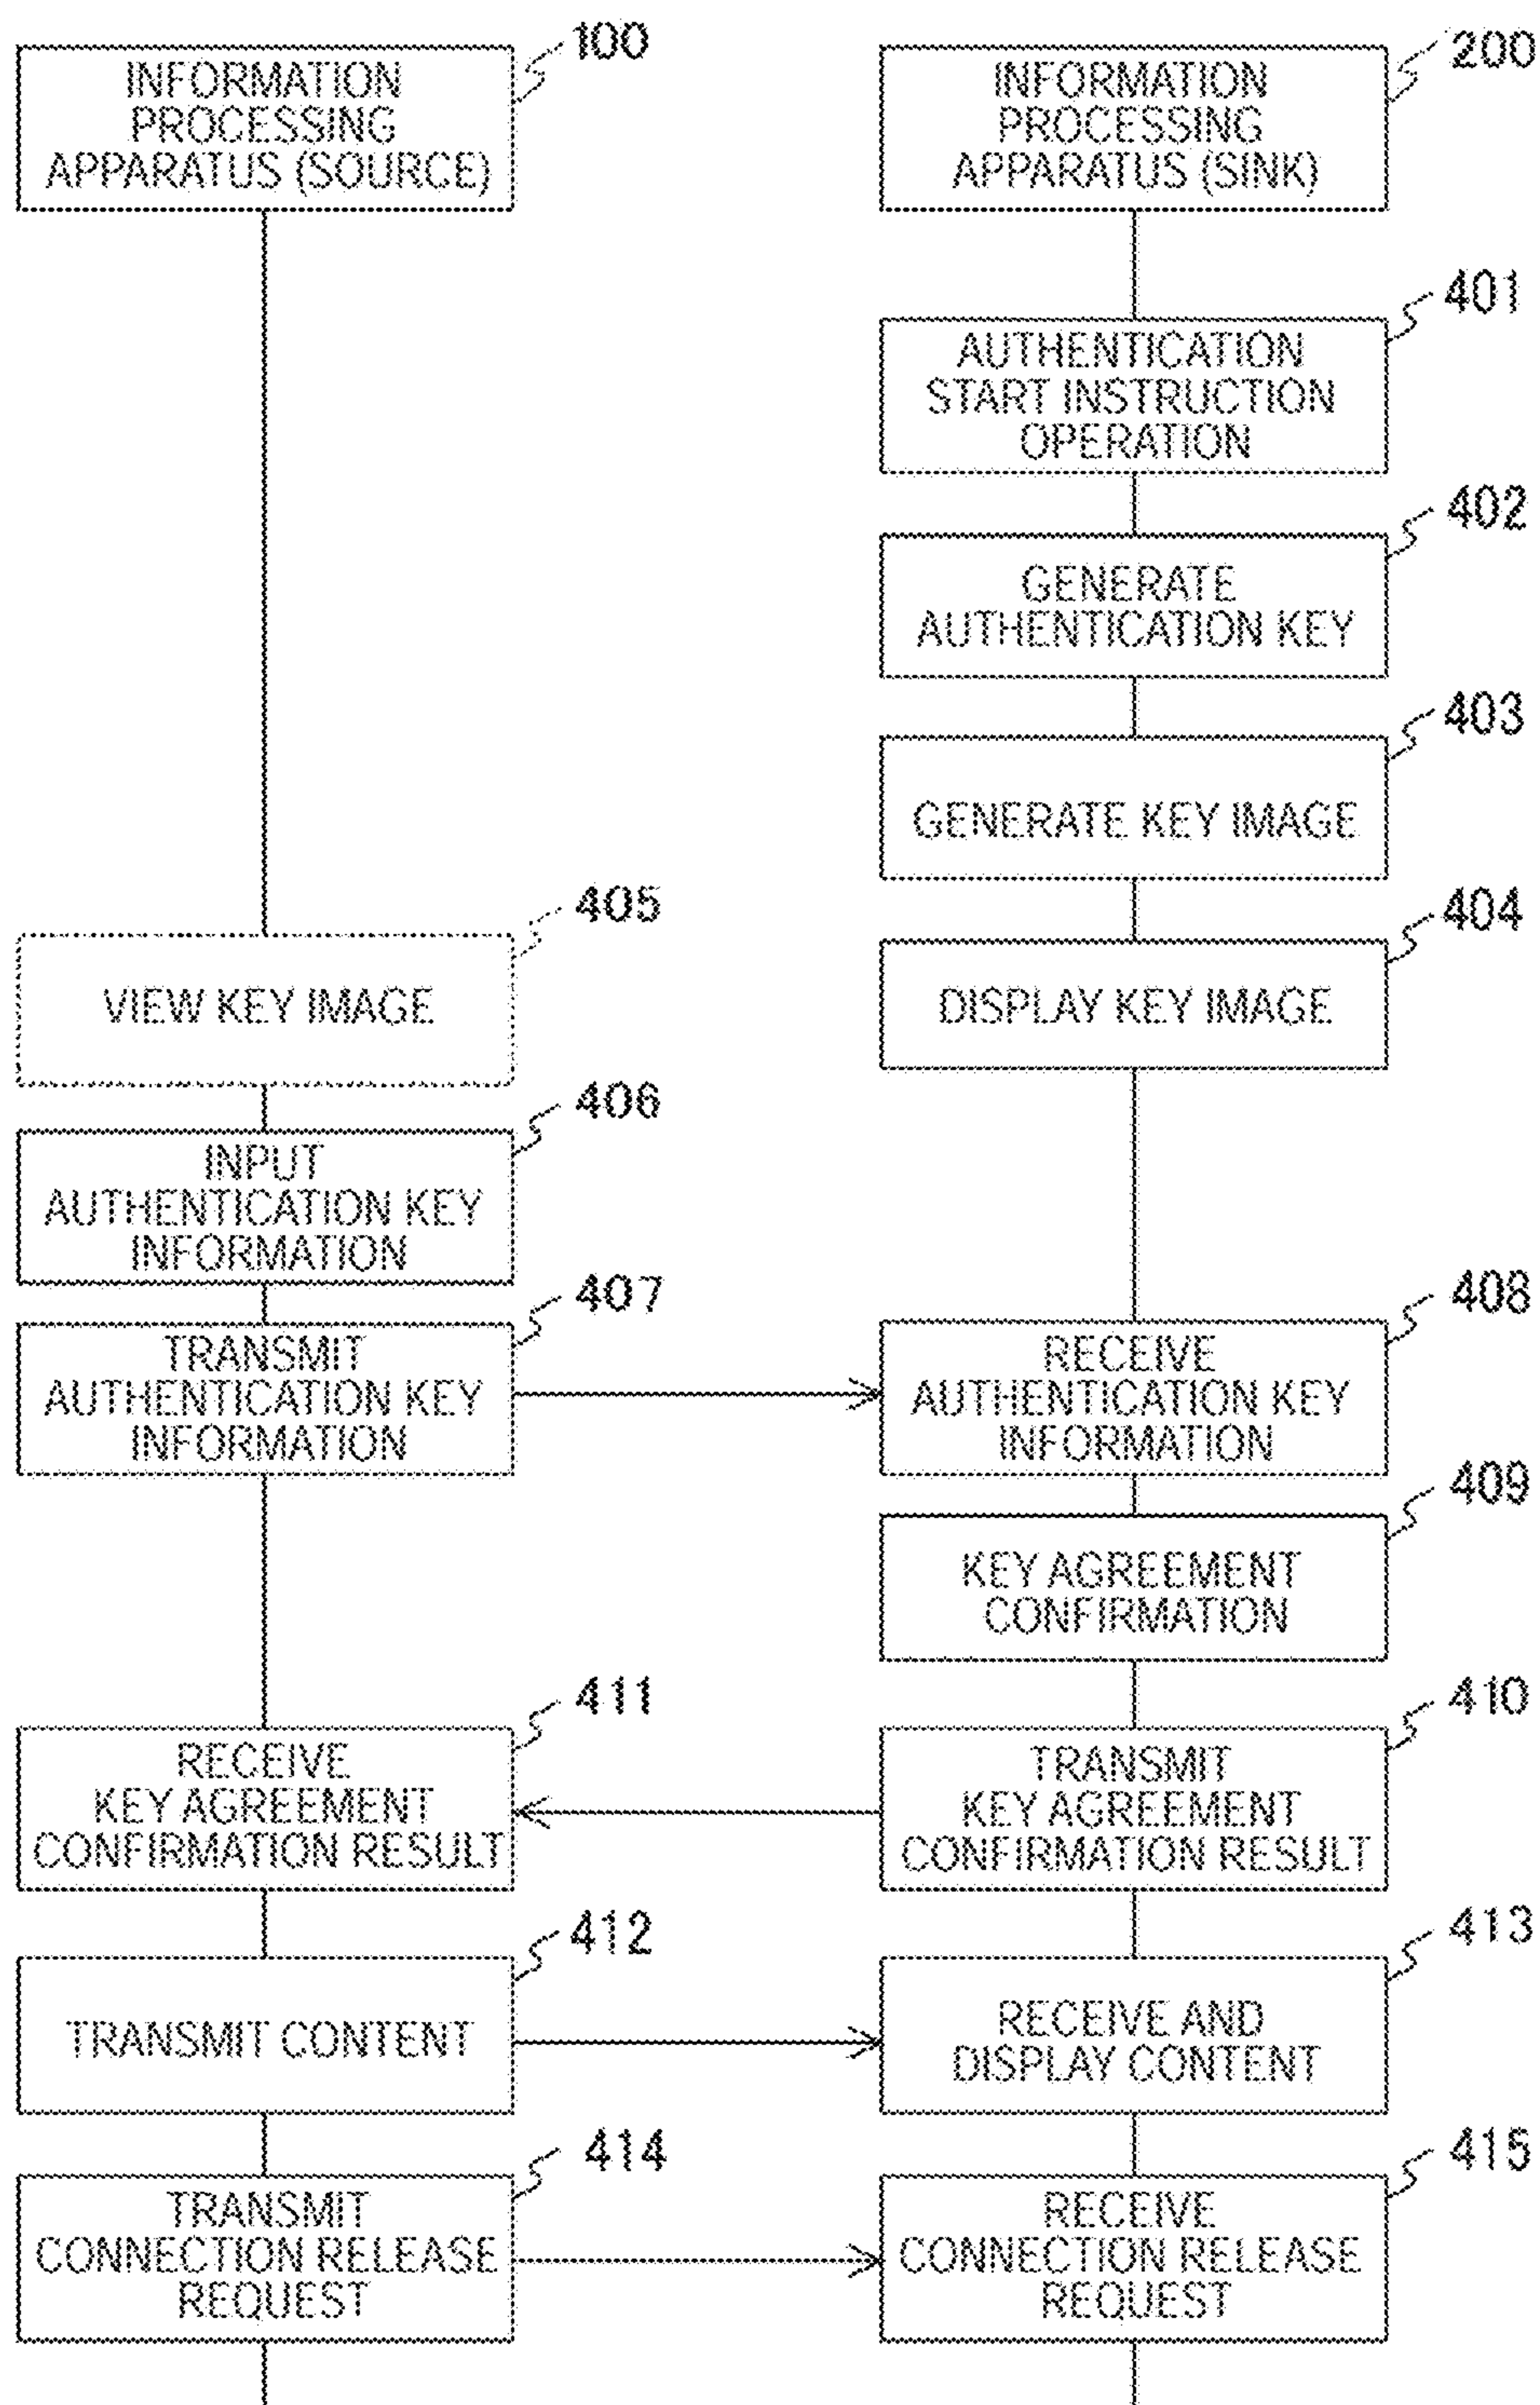 100
INFORMATION
PROCESSING
APPARATUS (SOURCE)
200
INFORMATION
PROCESSING
APPARATUS (SINK)
401
AUTHENTICATION
START INSTRUCTION
OPERATION
402
GENERATE
AUTHENTICATION KEY
403
GENERATE KEY IMAGE
404
DISPLAY KEY IMAGE
405
VIEW KEY IMAGE
406
INPUT
AUTHENTICATION KEY
INFORMATION
407
TRANSMIT
AUTHENTICATION KEY
INFORMATION
408
RECEIVE
AUTHENTICATION KEY
INFORMATION
409
KEY AGREEMENT
CONFIRMATION
410
TRANSMIT
KEY AGREEMENT
CONFIRMATION RESULT
411
RECEIVE
KEY AGREEMENT
CONFIRMATION RESULT
412
TRANSMIT CONTENT
413
RECEIVE AND
DISPLAY CONTENT
414
TRANSMIT
CONNECTION RELEASE
REQUEST
415
RECEIVE
CONNECTION RELEASE
REQUEST